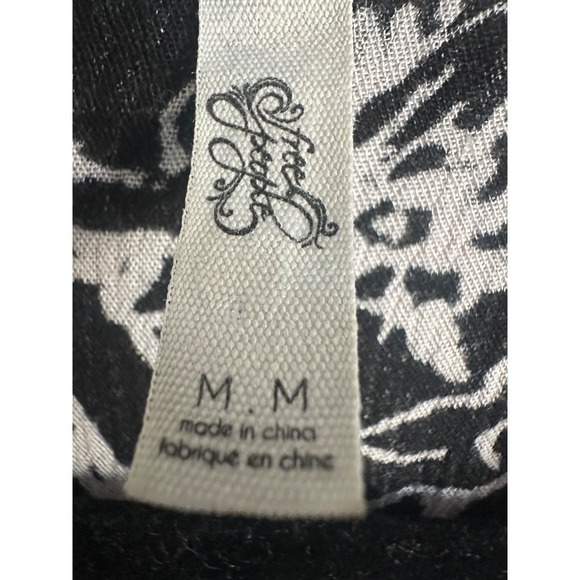 free
people
M . M
made in china
fabriqué en chine